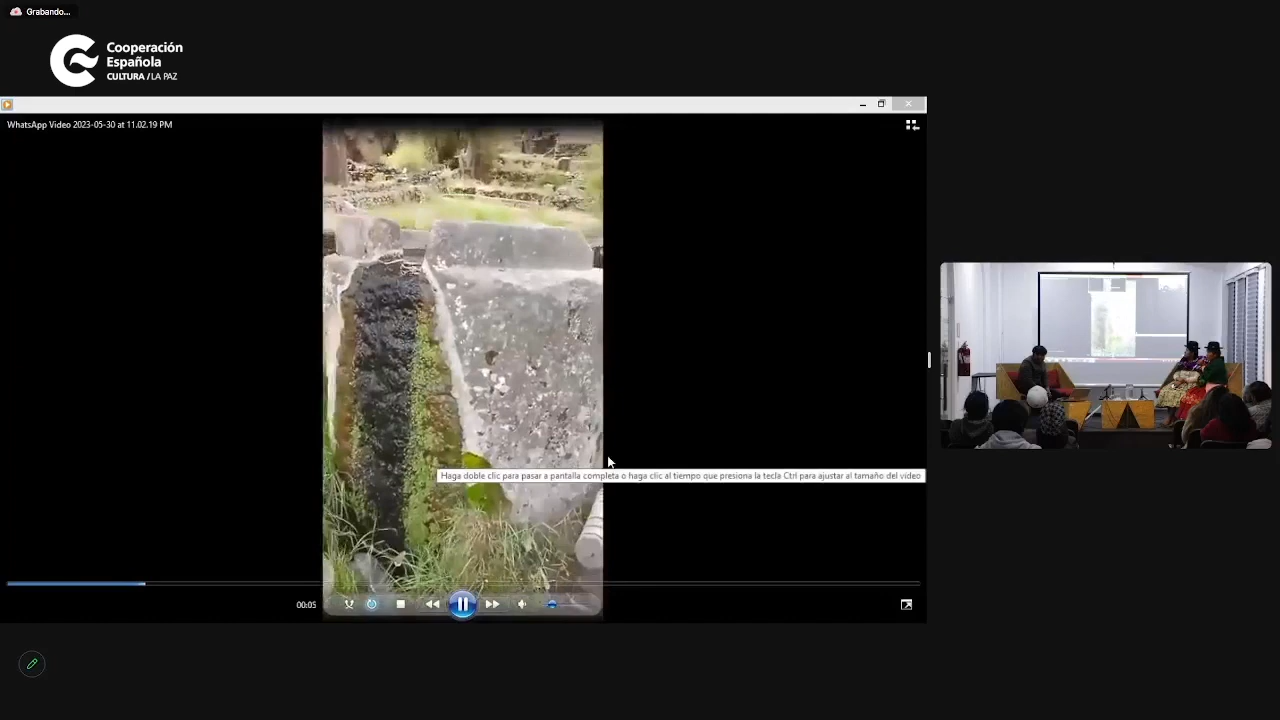 Grabando...
Cooperación
Española
CULTURA / LA PAZ
WhatsApp Video 2023-05-30 at 11.02.19 PM
Haga doble clic para pasar a pantalla completa o haga clic al tiempo que presiona la tecla Ctrl para ajustar al tamaño del video
00:05